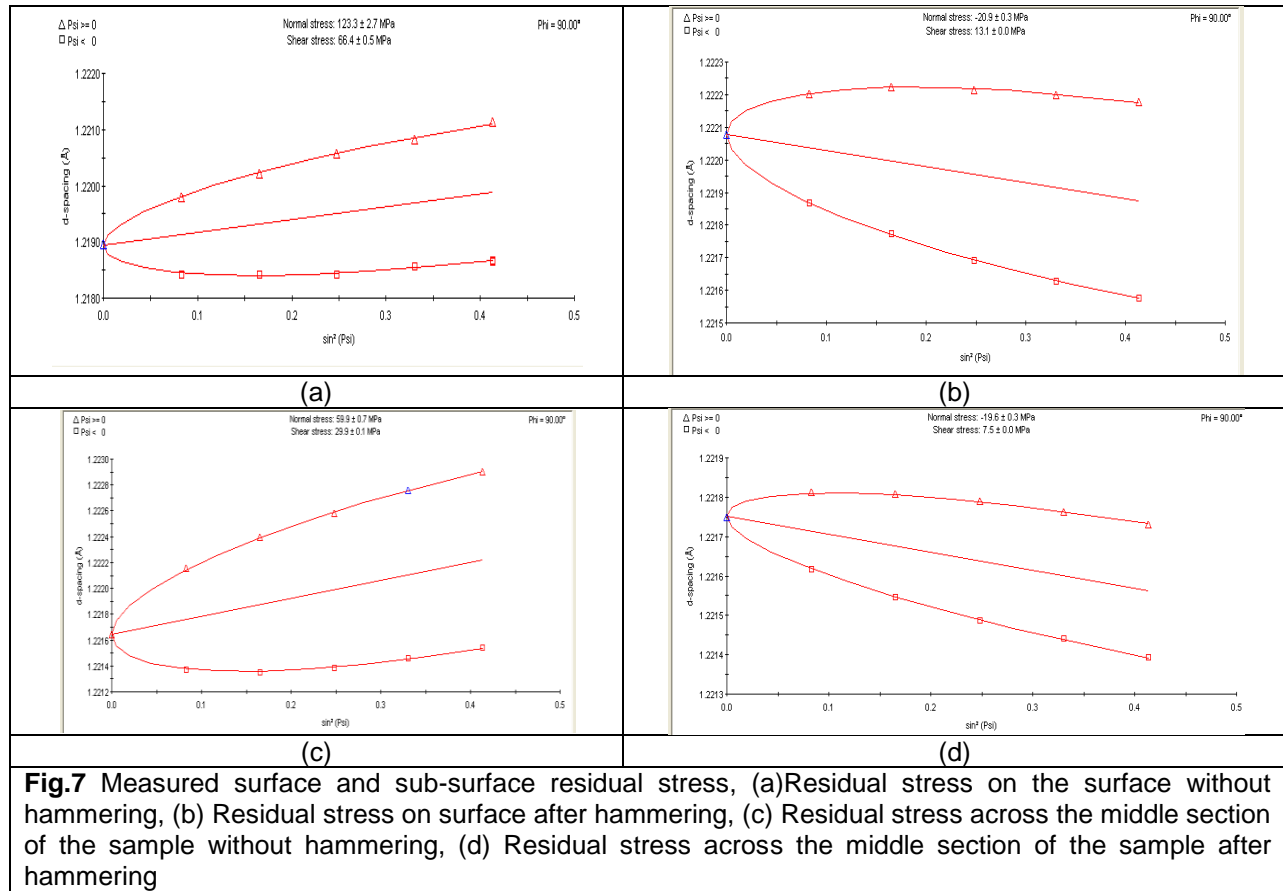 △ Psi >= 0
□ Psi < 0
Normal stress: 123.3 ± 2.7 MPa
Shear stress: 66.4 ± 0.5 MPa
Phi = 90.00°
1.2220
1.2210
1.2200
1.2190
1.2180
d-spacing (Å)
0.0 0.1 0.2 0.3 0.4 0.5
sin² (Psi)
(a)
△ Psi >= 0
□ Psi < 0
Normal stress: -20.9 ± 0.3 MPa
Shear stress: 13.1 ± 0.0 MPa
Phi = 90.00°
1.2223
1.2222
1.2221
1.2220
1.2219
1.2218
1.2217
1.2216
1.2215
d-spacing (Å)
0.0 0.1 0.2 0.3 0.4 0.5
sin² (Psi)
(b)
△ Psi >= 0
□ Psi < 0
Normal stress: 59.9 ± 0.7 MPa
Shear stress: 29.9 ± 0.1 MPa
Phi = 90.00°
1.2230
1.2228
1.2226
1.2224
1.2222
1.2220
1.2218
1.2216
1.2214
1.2212
d-spacing (Å)
0.0 0.1 0.2 0.3 0.4 0.5
sin² (Psi)
(c)
△ Psi >= 0
□ Psi < 0
Normal stress: -19.6 ± 0.3 MPa
Shear stress: 7.5 ± 0.0 MPa
Phi = 90.00°
1.2219
1.2218
1.2217
1.2216
1.2215
1.2214
1.2213
d-spacing (Å)
0.0 0.1 0.2 0.3 0.4 0.5
sin² (Psi)
(d)
Fig.7 Measured surface and sub-surface residual stress, (a)Residual stress on the surface without
hammering, (b) Residual stress on surface after hammering, (c) Residual stress across the middle section
of the sample without hammering, (d) Residual stress across the middle section of the sample after
hammering